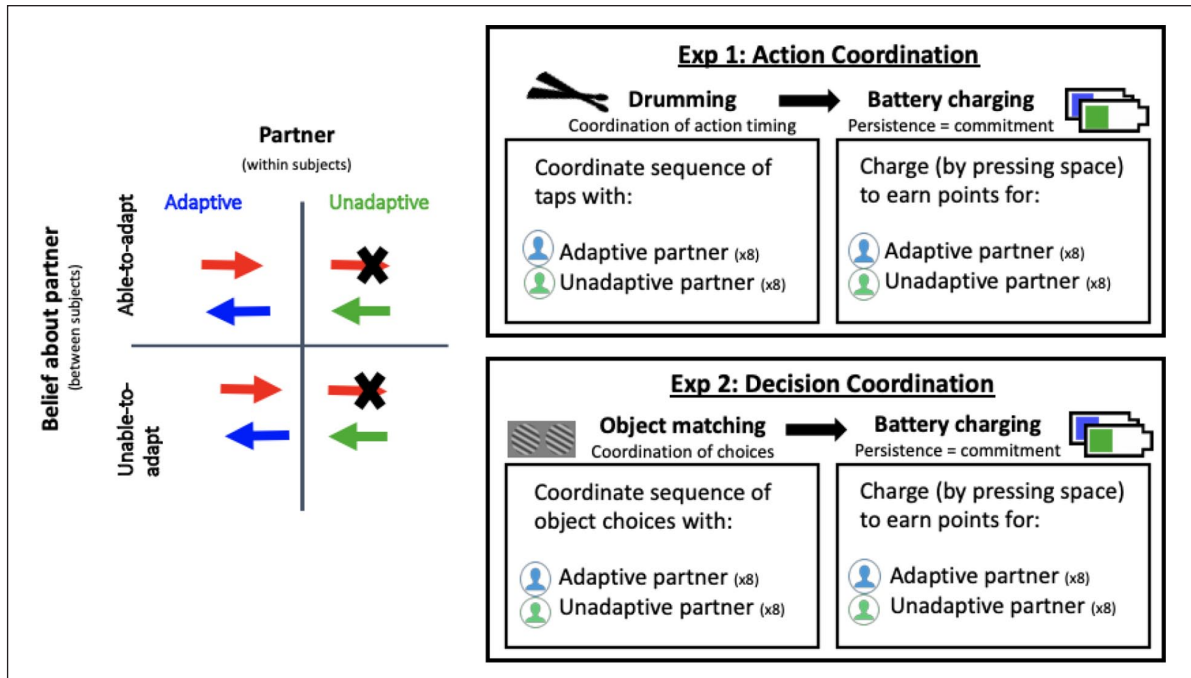 Partner
(within subjects)
Adaptive
Unadaptive
Belief about partner
(between subjects)
Able-to-adapt
Unable-to-
adapt
Exp 1: Action Coordination
Drumming
Coordination of action timing
Battery charging
Persistence = commitment
Coordinate sequence of
taps with:
Adaptive partner (x8)
Unadaptive partner (x8)
Charge (by pressing space)
to earn points for:
Adaptive partner (x8)
Unadaptive partner (x8)
Exp 2: Decision Coordination
Object matching
Coordination of choices
Battery charging
Persistence = commitment
Coordinate sequence of
object choices with:
Adaptive partner (x8)
Unadaptive partner (x8)
Charge (by pressing space)
to earn points for:
Adaptive partner (x8)
Unadaptive partner (x8)